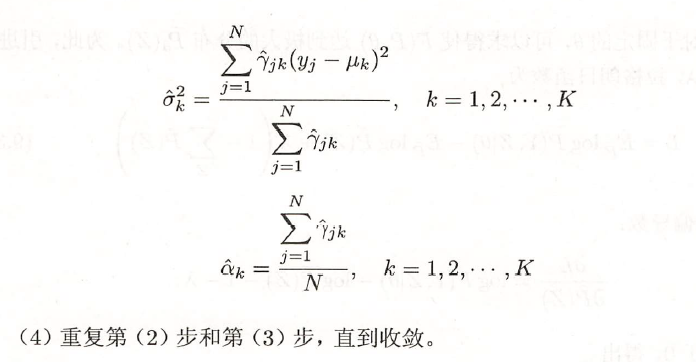 $$\hat{\sigma}_k^2 = \frac{\sum_{j=1}^{N} \hat{\gamma}_{jk}(y_j - \mu_k)^2}{\sum_{j=1}^{N} \hat{\gamma}_{jk}}, \quad k = 1, 2, \cdots, K$$
$$\hat{\alpha}_k = \frac{\sum_{j=1}^{N} \hat{\gamma}_{jk}}{N}, \quad k = 1, 2, \cdots, K$$
（4）重复第（2）步和第（3）步，直到收敛。